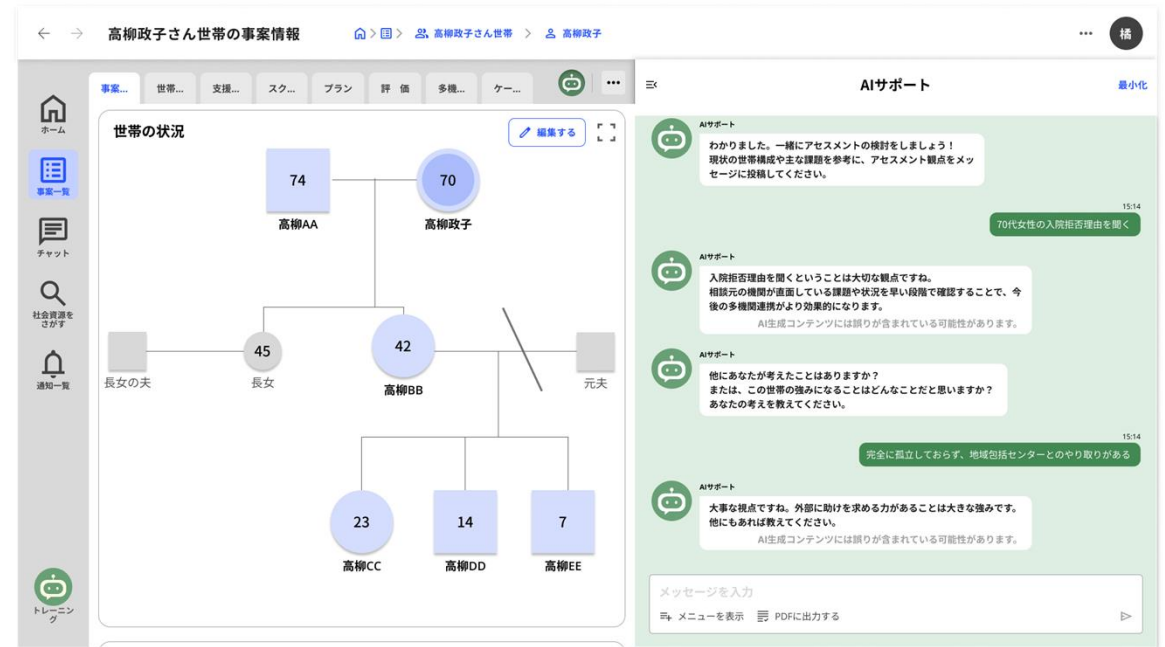 高柳政子さん世帯の事案情報
高柳政子さん世帯
高柳政子
橘
ホーム
事案一覧
チャット
社会資源を
さがす
通知一覧
トレーニン
グ
事案...
世帯...
支援...
スク...
プラン
評 価
多機...
ケー...
世帯の状況
編集する
74
70
高柳AA
高柳政子
45
42
長女の夫
長女
高柳BB
元夫
23
14
7
高柳CC
高柳DD
高柳EE
AIサポート
最小化
AIサポート
わかりました。一緒にアセスメントの検討をしましょう！
現状の世帯構成や主な課題を参考に、アセスメント観点をメッ
セージに投稿してください。
15:14
70代女性の入院拒否理由を聞く
AIサポート
入院拒否理由を聞くということは大切な観点ですね。
相談元の機関が直面している課題や状況を早い段階で確認することで、今
後の多機関連携がより効果的になります。
AI生成コンテンツには誤りが含まれている可能性があります。
AIサポート
他にあなたが考えたことはありますか？
または、この世帯の強みになることはどんなことだと思いますか？
あなたの考えを教えてください。
15:14
完全に孤立しておらず、地域包括センターとのやり取りがある
AIサポート
大事な視点ですね。外部に助けを求める力があることは大きな強みです。
他にもあれば教えてください。
AI生成コンテンツには誤りが含まれている可能性があります。
メッセージを入力
メニューを表示
PDFに出力する